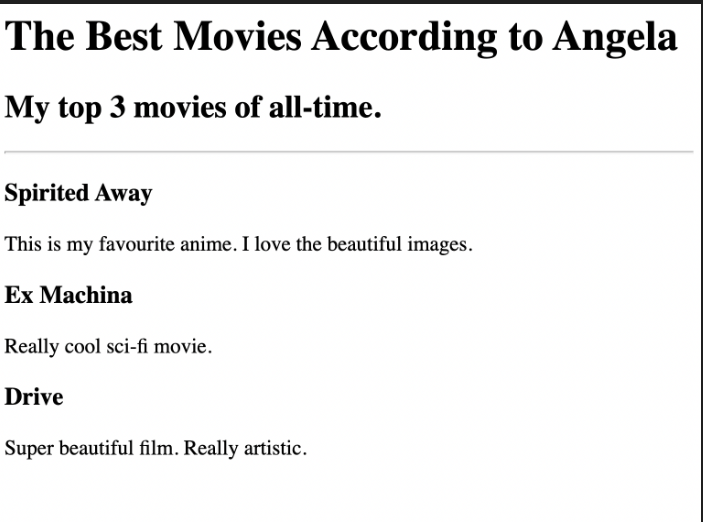 The Best Movies According to Angela
My top 3 movies of all-time.
Spirited Away
This is my favourite anime. I love the beautiful images.
Ex Machina
Really cool sci-fi movie.
Drive
Super beautiful film. Really artistic.